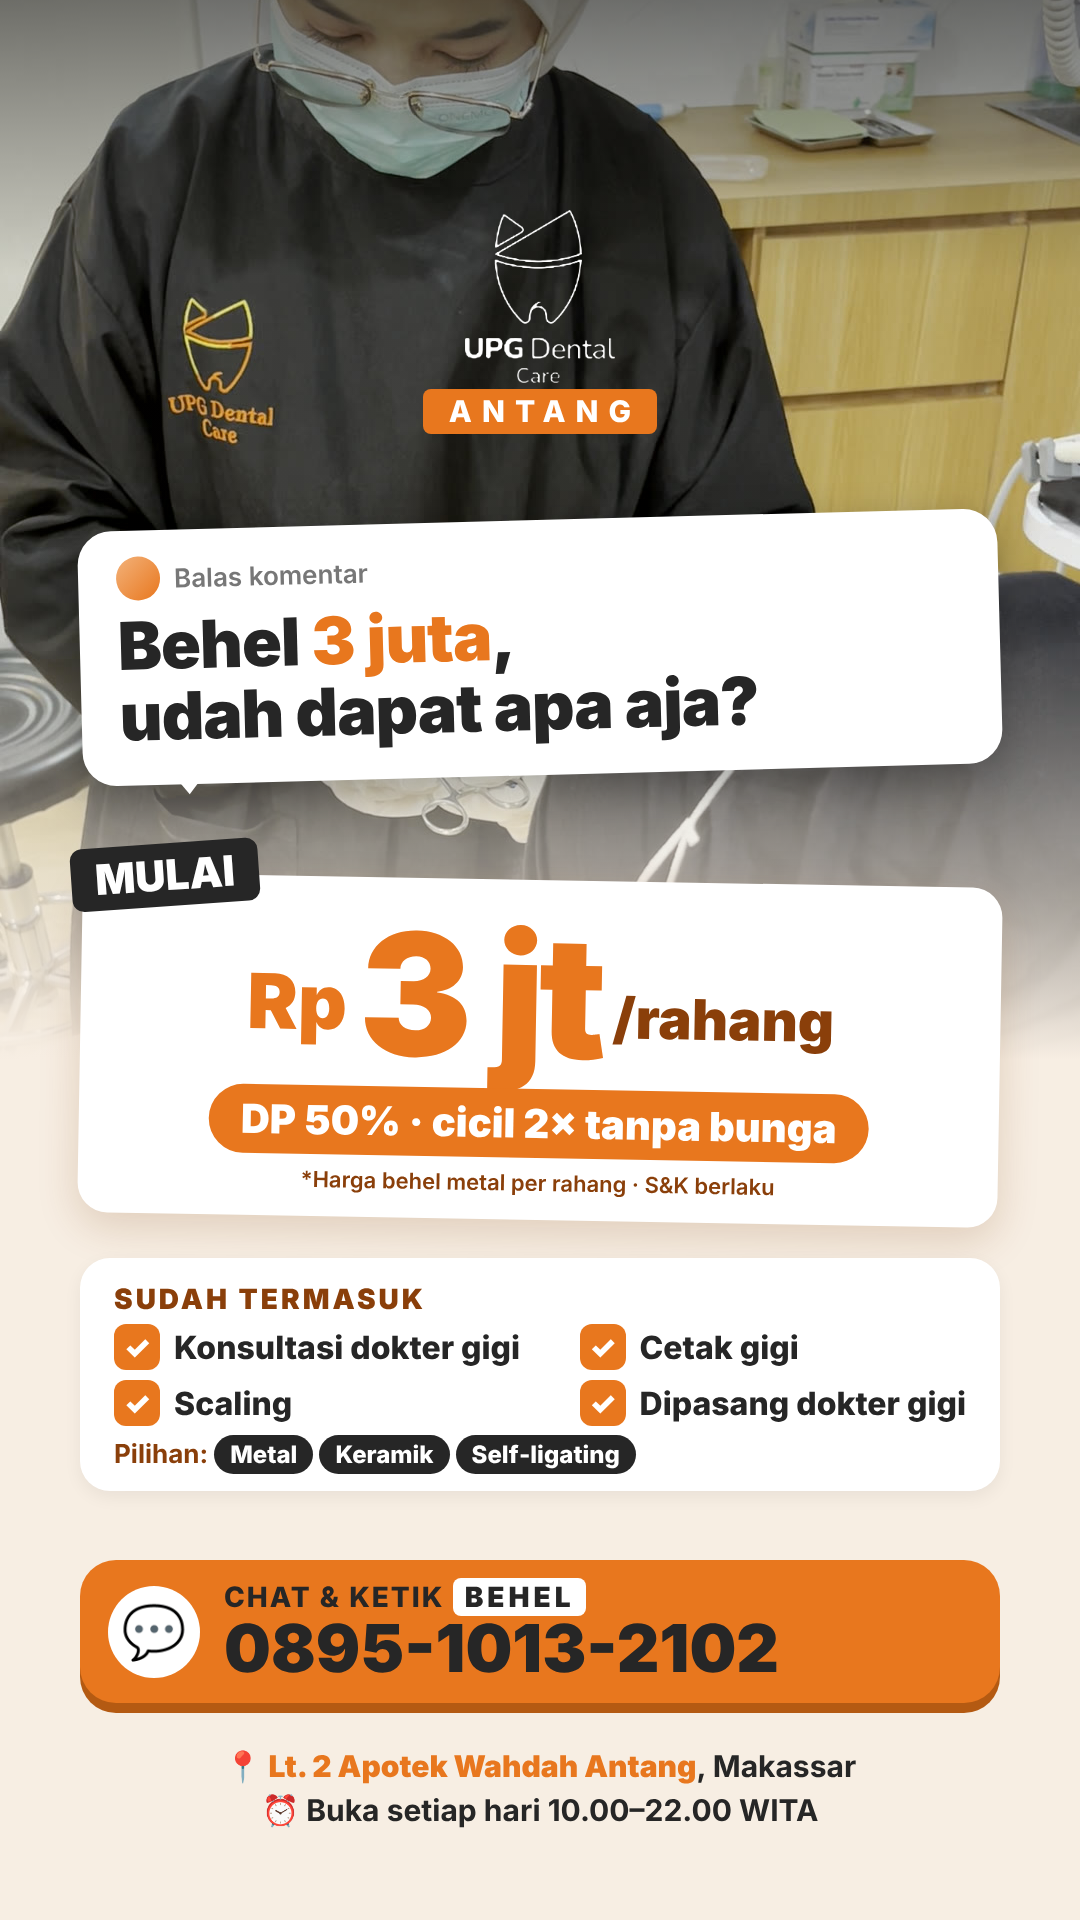 UPG Dental
Care
ANTANG
UPG Dental
Care
Balas komentar
Behel 3 juta,
udah dapat apa aja?
MULAI
Rp 3 jt /rahang
DP 50% · cicil 2× tanpa bunga
*Harga behel metal per rahang · S&K berlaku
SUDAH TERMASUK
Konsultasi dokter gigi
Cetak gigi
Scaling
Dipasang dokter gigi
Pilihan: Metal Keramik Self-ligating
CHAT & KETIK BEHEL
0895-1013-2102
📍 Lt. 2 Apotek Wahdah Antang, Makassar
⏰ Buka setiap hari 10.00–22.00 WITA